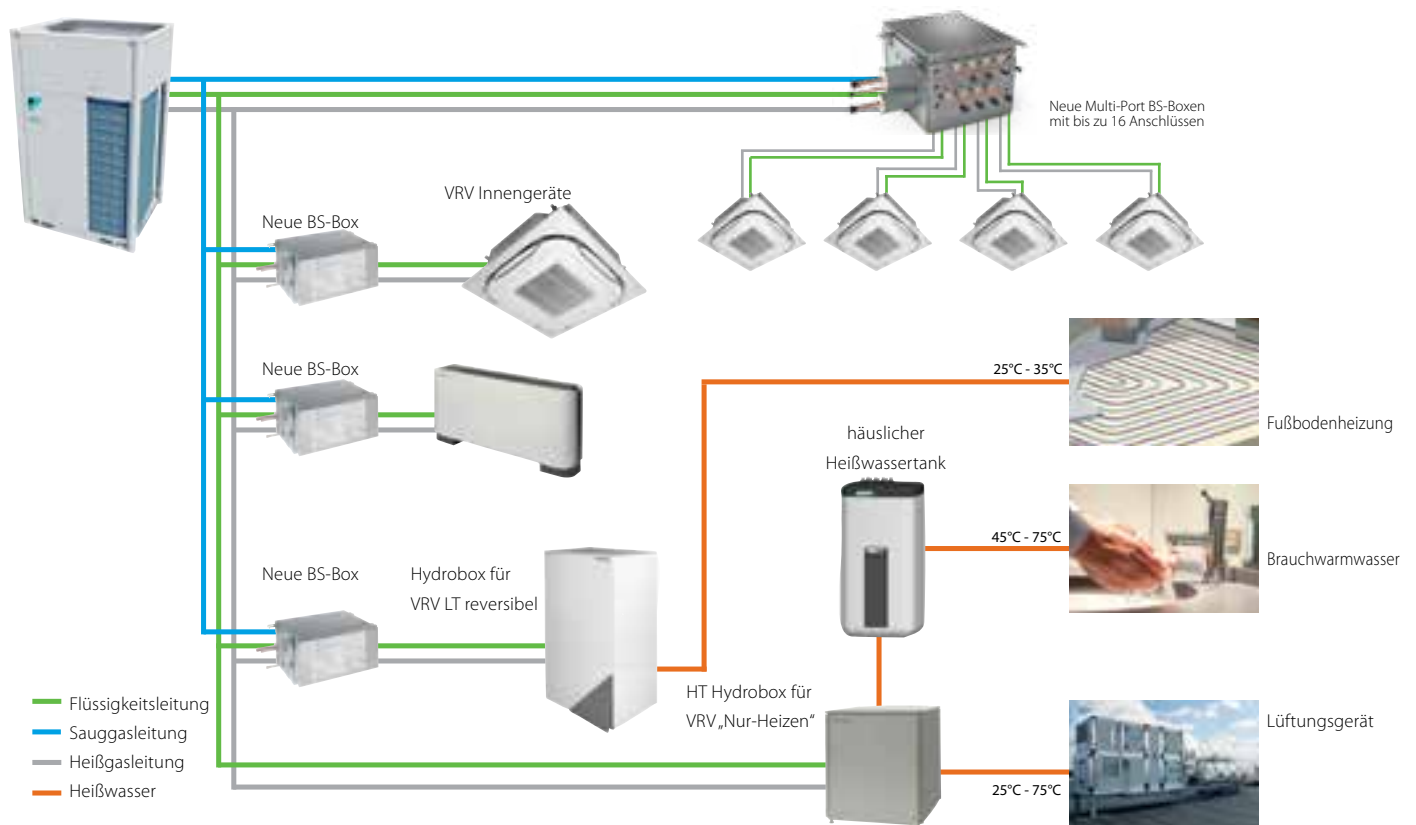 Neue Multi-Port BS-Boxen
mit bis zu 16 Anschlüssen
VRV Innengeräte
Neue BS-Box
Neue BS-Box
25°C - 35°C
Fußbodenheizung
häuslicher
Heißwassertank
45°C - 75°C
Brauchwarmwasser
Neue BS-Box
Hydrobox für
VRV LT reversibel
HT Hydrobox für
VRV „Nur-Heizen“
Lüftungsgerät
25°C - 75°C
Flüssigkeitsleitung
Sauggasleitung
Heißgasleitung
Heißwasser